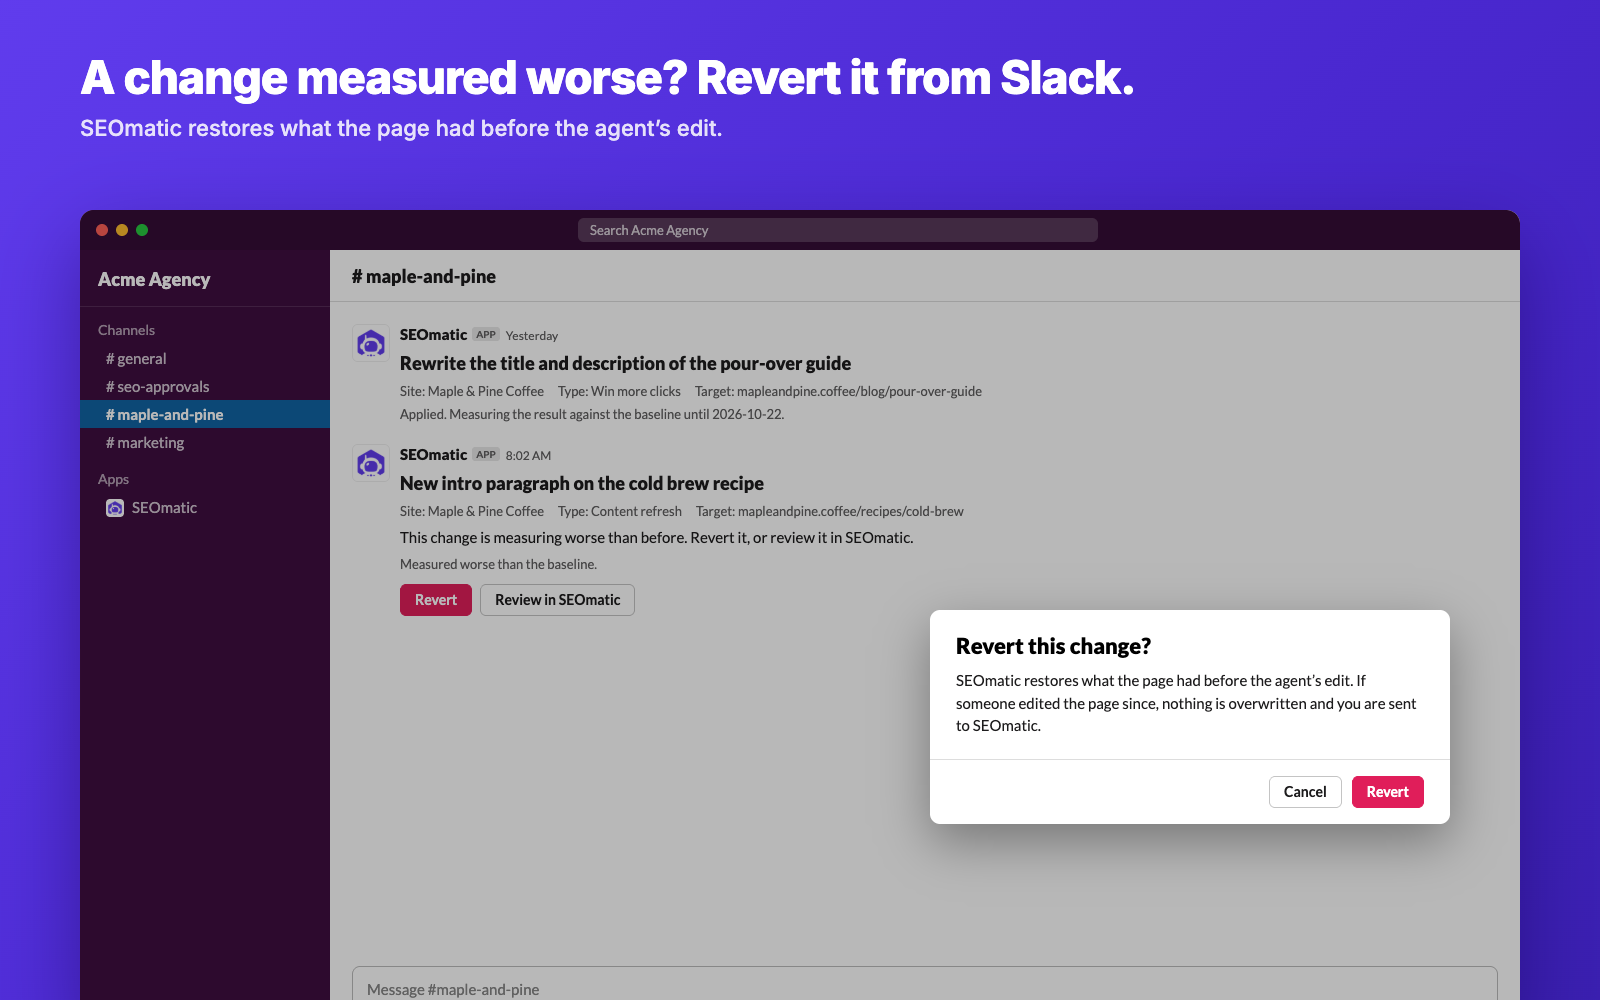 A change measured worse? Revert it from Slack.
SEOmatic restores what the page had before the agent’s edit.
Search Acme Agency
Acme Agency
Channels
# general
# seo-approvals
# maple-and-pine
# marketing
Apps
SEOmatic
# maple-and-pine
SEOmatic APP Yesterday
Rewrite the title and description of the pour-over guide
Site: Maple & Pine Coffee Type: Win more clicks Target: mapleandpine.coffee/blog/pour-over-guide
Applied. Measuring the result against the baseline until 2026-10-22.
SEOmatic APP 8:02 AM
New intro paragraph on the cold brew recipe
Site: Maple & Pine Coffee Type: Content refresh Target: mapleandpine.coffee/recipes/cold-brew
This change is measuring worse than before. Revert it, or review it in SEOmatic.
Measured worse than the baseline.
Revert Review in SEOmatic
Revert this change?
SEOmatic restores what the page had before the agent’s edit. If
someone edited the page since, nothing is overwritten and you are sent
to SEOmatic.
Cancel Revert
Message #maple-and-pine